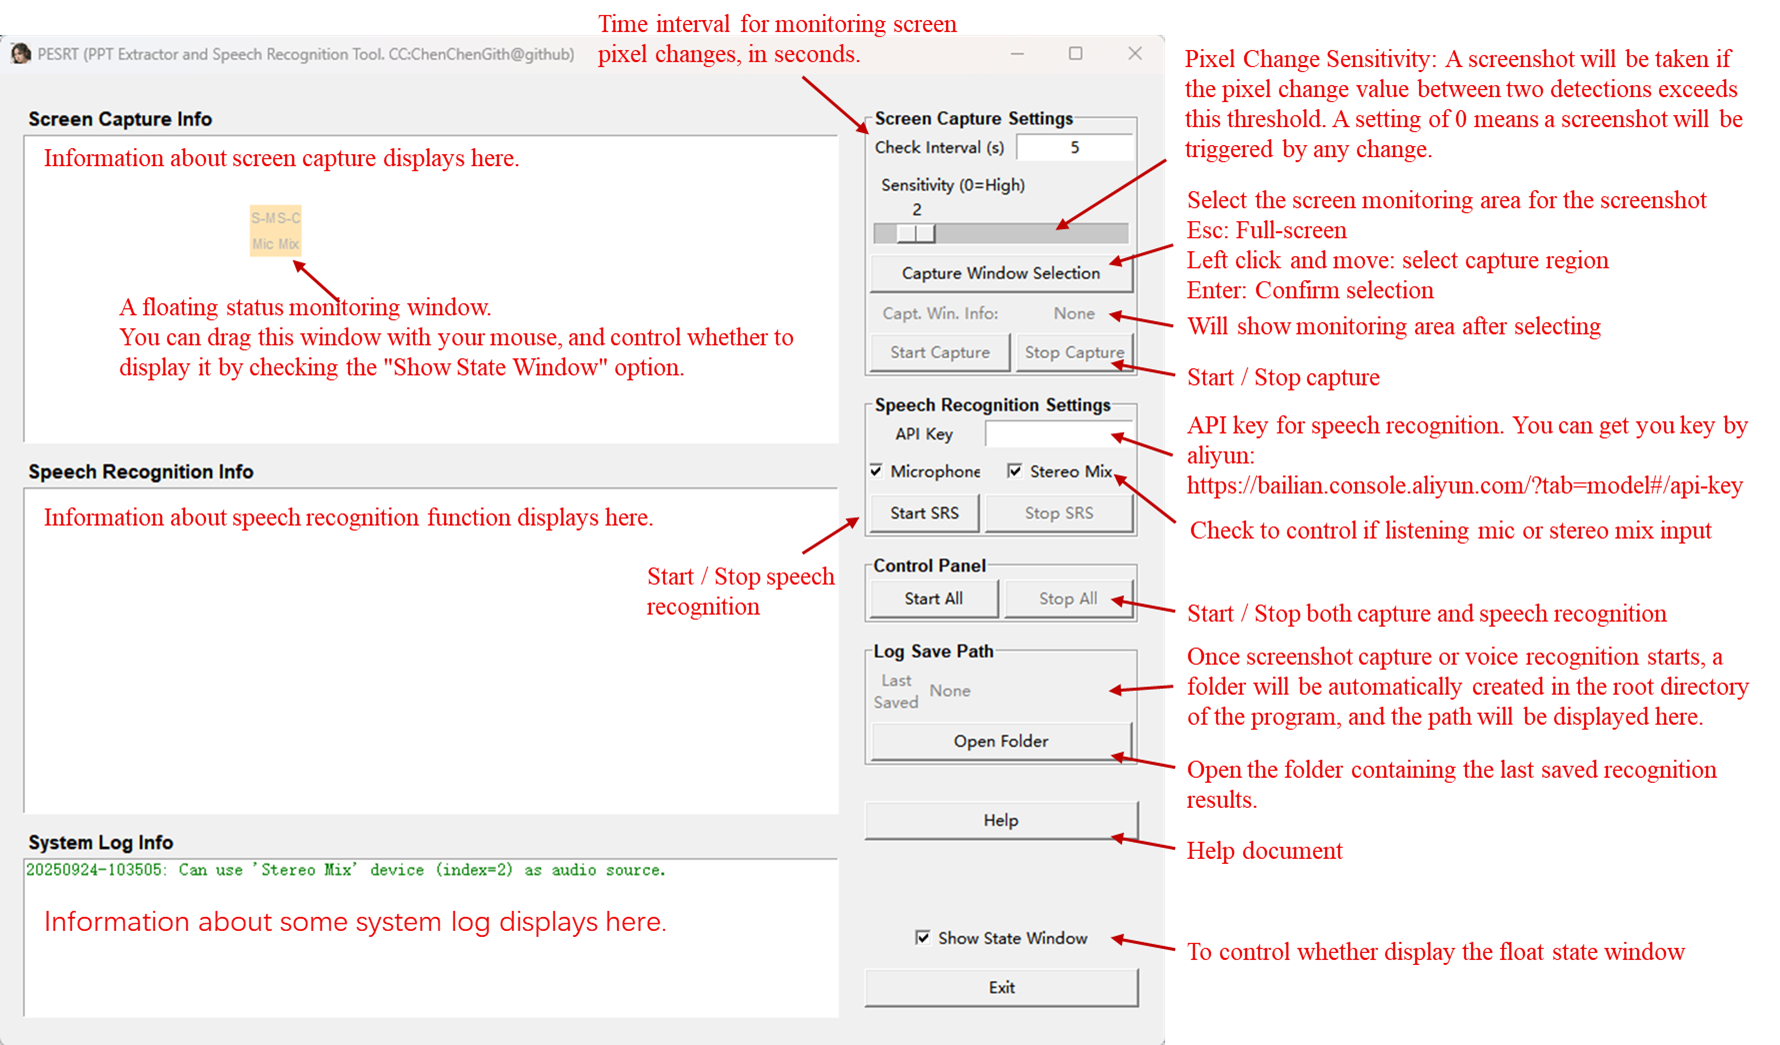 Time interval for monitoring screen
pixel changes, in seconds.
PESRT (PPT Extractor and Speech Recognition Tool. CC:ChenChenGith@github)
Screen Capture Info
Information about screen capture displays here.
S-M S-C
Mic Mix
A floating status monitoring window.
You can drag this window with your mouse, and control whether to
display it by checking the "Show State Window" option.
Speech Recognition Info
Information about speech recognition function displays here.
Start / Stop speech
recognition
System Log Info
20250924-103505: Can use 'Stereo Mix' device (index=2) as audio source.
Information about some system log displays here.
Screen Capture Settings
Check Interval (s) 5
Sensitivity (0=High)
2
Capture Window Selection
Capt. Win. Info: None
Start Capture Stop Capture
Speech Recognition Settings
API Key
Microphone Stereo Mix
Start SRS Stop SRS
Control Panel
Start All Stop All
Log Save Path
Last
Saved None
Open Folder
Help
Show State Window
Exit
Pixel Change Sensitivity: A screenshot will be taken if
the pixel change value between two detections exceeds
this threshold. A setting of 0 means a screenshot will be
triggered by any change.
Select the screen monitoring area for the screenshot
Esc: Full-screen
Left click and move: select capture region
Enter: Confirm selection
Will show monitoring area after selecting
Start / Stop capture
API key for speech recognition. You can get you key by
aliyun:
https://bailian.console.aliyun.com/?tab=model#/api-key
Check to control if listening mic or stereo mix input
Start / Stop both capture and speech recognition
Once screenshot capture or voice recognition starts, a
folder will be automatically created in the root directory
of the program, and the path will be displayed here.
Open the folder containing the last saved recognition
results.
Help document
To control whether display the float state window